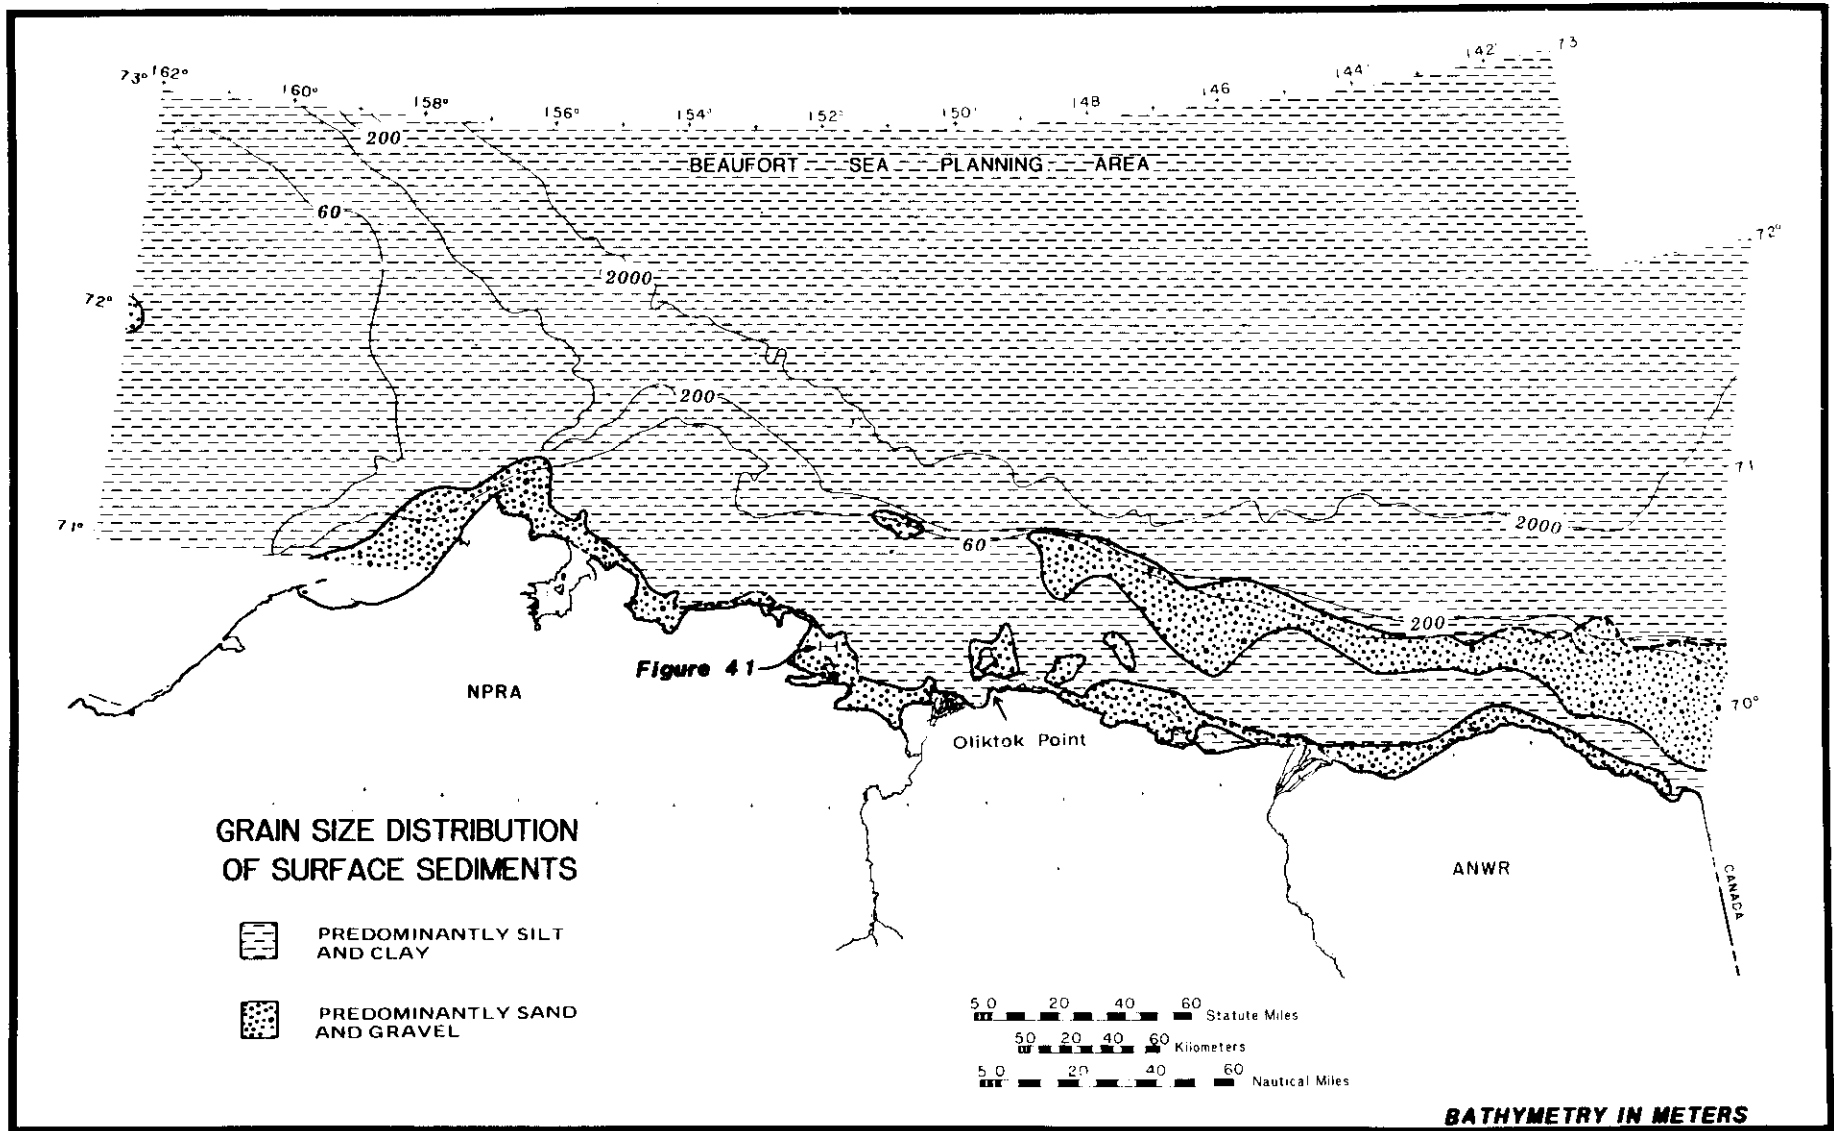 73° 162° 160° 158° 156° 154° 152° 150° 148 146 144° 142° 73
200
BEAUFORT SEA PLANNING AREA
60
72°
2000
72°
200
71
71°
2000
60
200
Figure 41
NPRA
70°
Oliktok Point
GRAIN SIZE DISTRIBUTION
OF SURFACE SEDIMENTS
ANWR
CANADA
PREDOMINANTLY SILT
AND CLAY
PREDOMINANTLY SAND
AND GRAVEL
5 0 20 40 60 Statute Miles
50 20 40 60 Kilometers
5 0 20 40 60 Nautical Miles
BATHYMETRY IN METERS